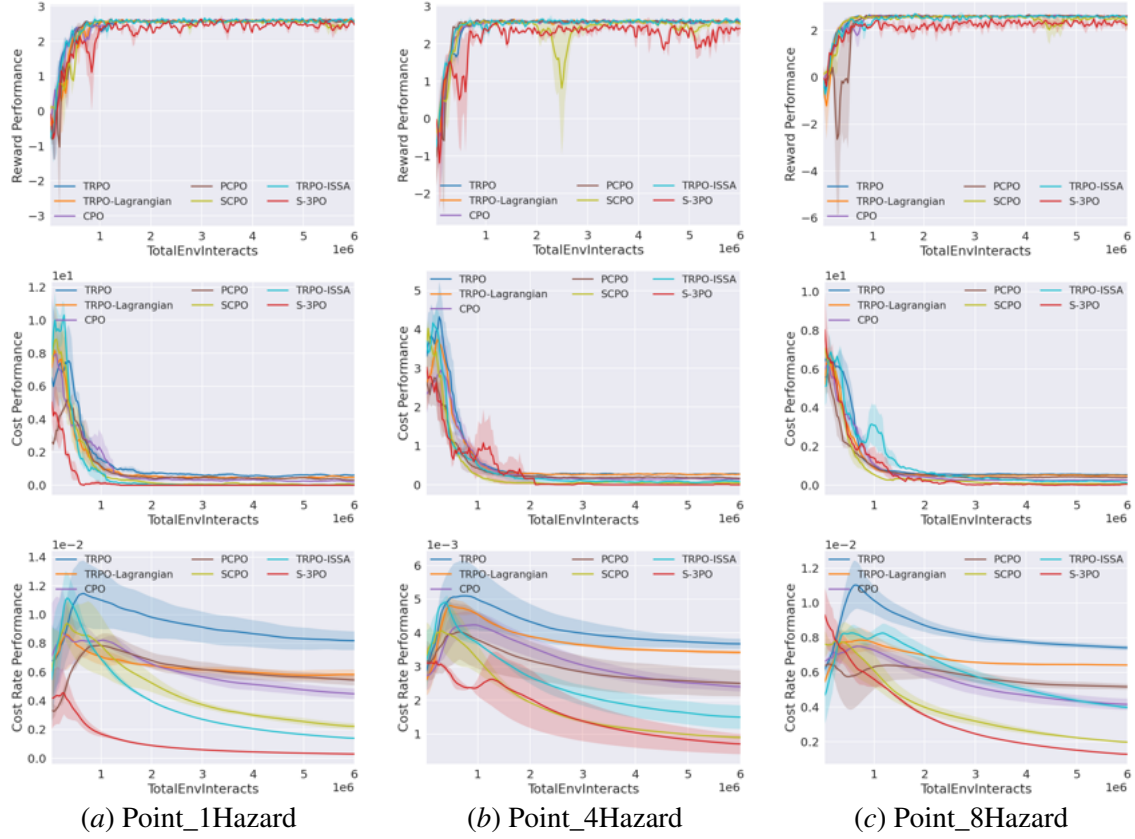 3
2
1
0
−1
−2
−3
Reward Performance
TRPO
TRPO-Lagrangian
CPO
PCPO
SCPO
TRPO-ISSA
S-3PO
1 2 3 4 5 6
TotalEnvInteracts 1e6
3
2
1
0
−1
−2
Reward Performance
TRPO
TRPO-Lagrangian
CPO
PCPO
SCPO
TRPO-ISSA
S-3PO
1 2 3 4 5 6
TotalEnvInteracts 1e6
2
0
−2
−4
−6
Reward Performance
TRPO
TRPO-Lagrangian
CPO
PCPO
SCPO
TRPO-ISSA
S-3PO
1 2 3 4 5 6
TotalEnvInteracts 1e6
1e1
1.2
1.0
0.8
0.6
0.4
0.2
0.0
Cost Performance
TRPO
TRPO-Lagrangian
CPO
PCPO
SCPO
TRPO-ISSA
S-3PO
1 2 3 4 5 6
TotalEnvInteracts 1e6
5
4
3
2
1
0
Cost Performance
TRPO
TRPO-Lagrangian
CPO
PCPO
SCPO
TRPO-ISSA
S-3PO
1 2 3 4 5 6
TotalEnvInteracts 1e6
1e1
1.0
0.8
0.6
0.4
0.2
0.0
Cost Performance
TRPO
TRPO-Lagrangian
CPO
PCPO
SCPO
TRPO-ISSA
S-3PO
1 2 3 4 5 6
TotalEnvInteracts 1e6
1e−2
1.4
1.2
1.0
0.8
0.6
0.4
0.2
0.0
Cost Rate Performance
TRPO
TRPO-Lagrangian
CPO
PCPO
SCPO
TRPO-ISSA
S-3PO
1 2 3 4 5 6
TotalEnvInteracts 1e6
1e−3
6
5
4
3
2
1
Cost Rate Performance
TRPO
TRPO-Lagrangian
CPO
PCPO
SCPO
TRPO-ISSA
S-3PO
1 2 3 4 5 6
TotalEnvInteracts 1e6
1e−2
1.2
1.0
0.8
0.6
0.4
0.2
Cost Rate Performance
TRPO
TRPO-Lagrangian
CPO
PCPO
SCPO
TRPO-ISSA
S-3PO
1 2 3 4 5 6
TotalEnvInteracts 1e6
(a) Point_1Hazard
(b) Point_4Hazard
(c) Point_8Hazard